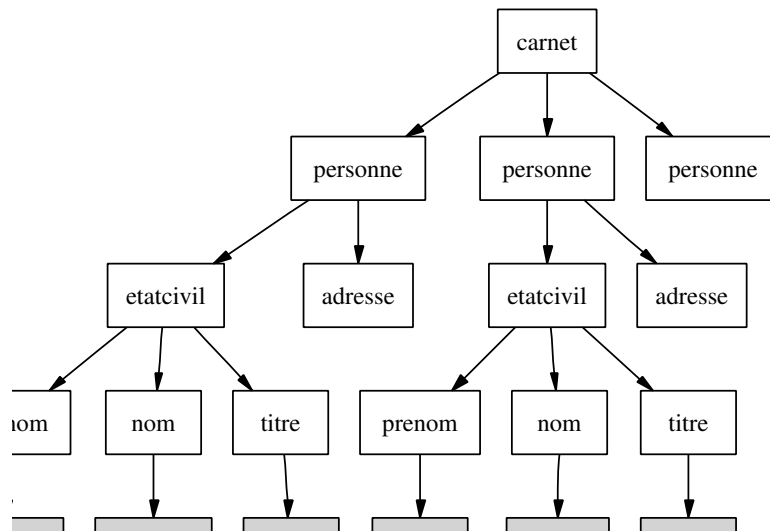 carnet
personne
personne
personne
etatcivil
adresse
etatcivil
adresse
nom
titre
prenom
nom
titre